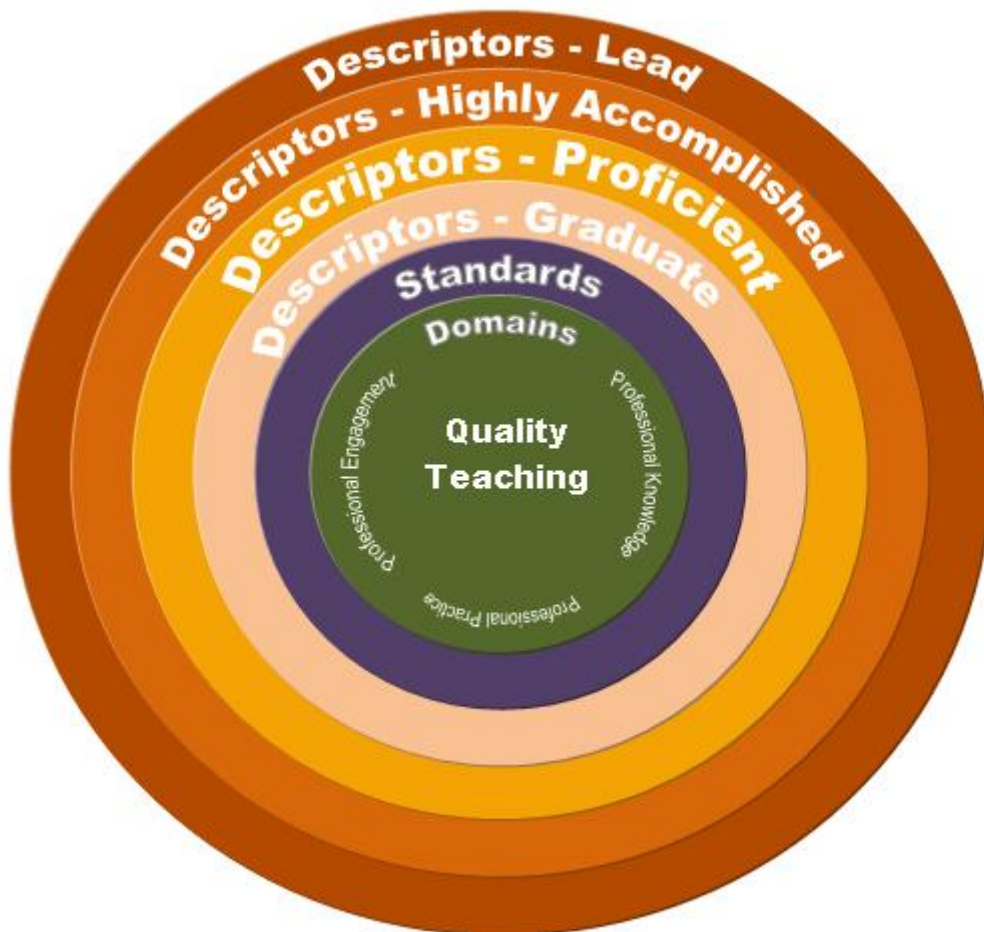 Descriptors - Lead
Descriptors - Highly Accomplished
Descriptors - Proficient
Descriptors - Graduate
Standards
Domains
Professional Engagement
Professional Knowledge
Quality
Teaching
Professional Practice